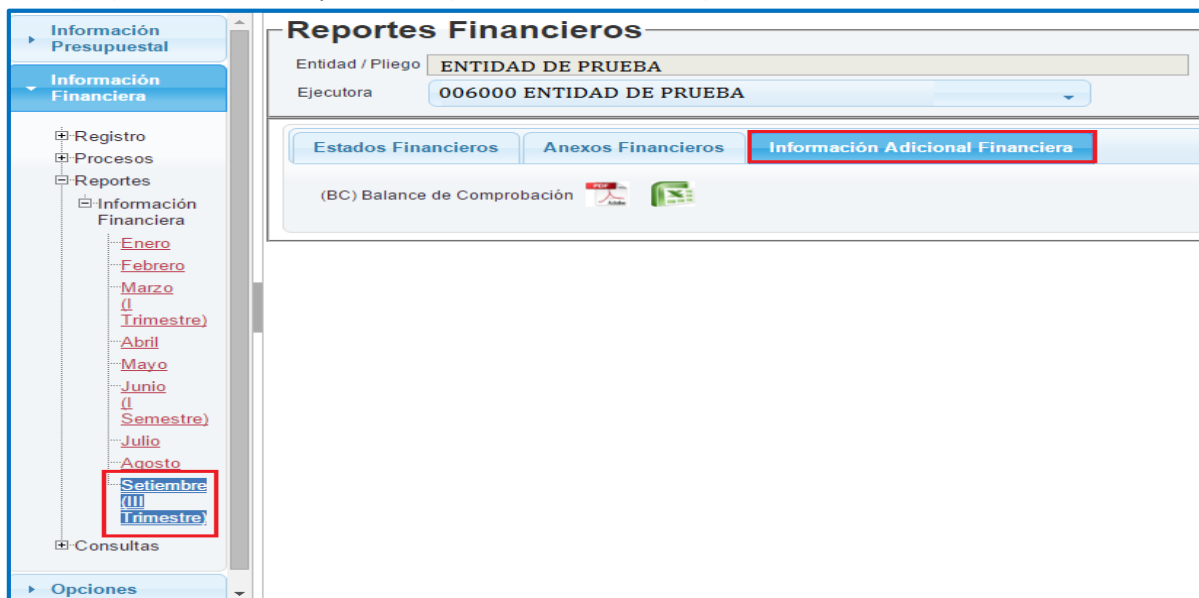 Información
Presupuestal
Información
Financiera
Registro
Procesos
Reportes
Información
Financiera
Enero
Febrero
Marzo
(I
Trimestre)
Abril
Mayo
Junio
(I
Semestre)
Julio
Agosto
Setiembre
(III
Trimestre)
Consultas
Opciones
Reportes Financieros
Entidad / Pliego ENTIDAD DE PRUEBA
Ejecutora 006000 ENTIDAD DE PRUEBA
Estados Financieros Anexos Financieros Información Adicional Financiera
(BC) Balance de Comprobación PDF Adobe